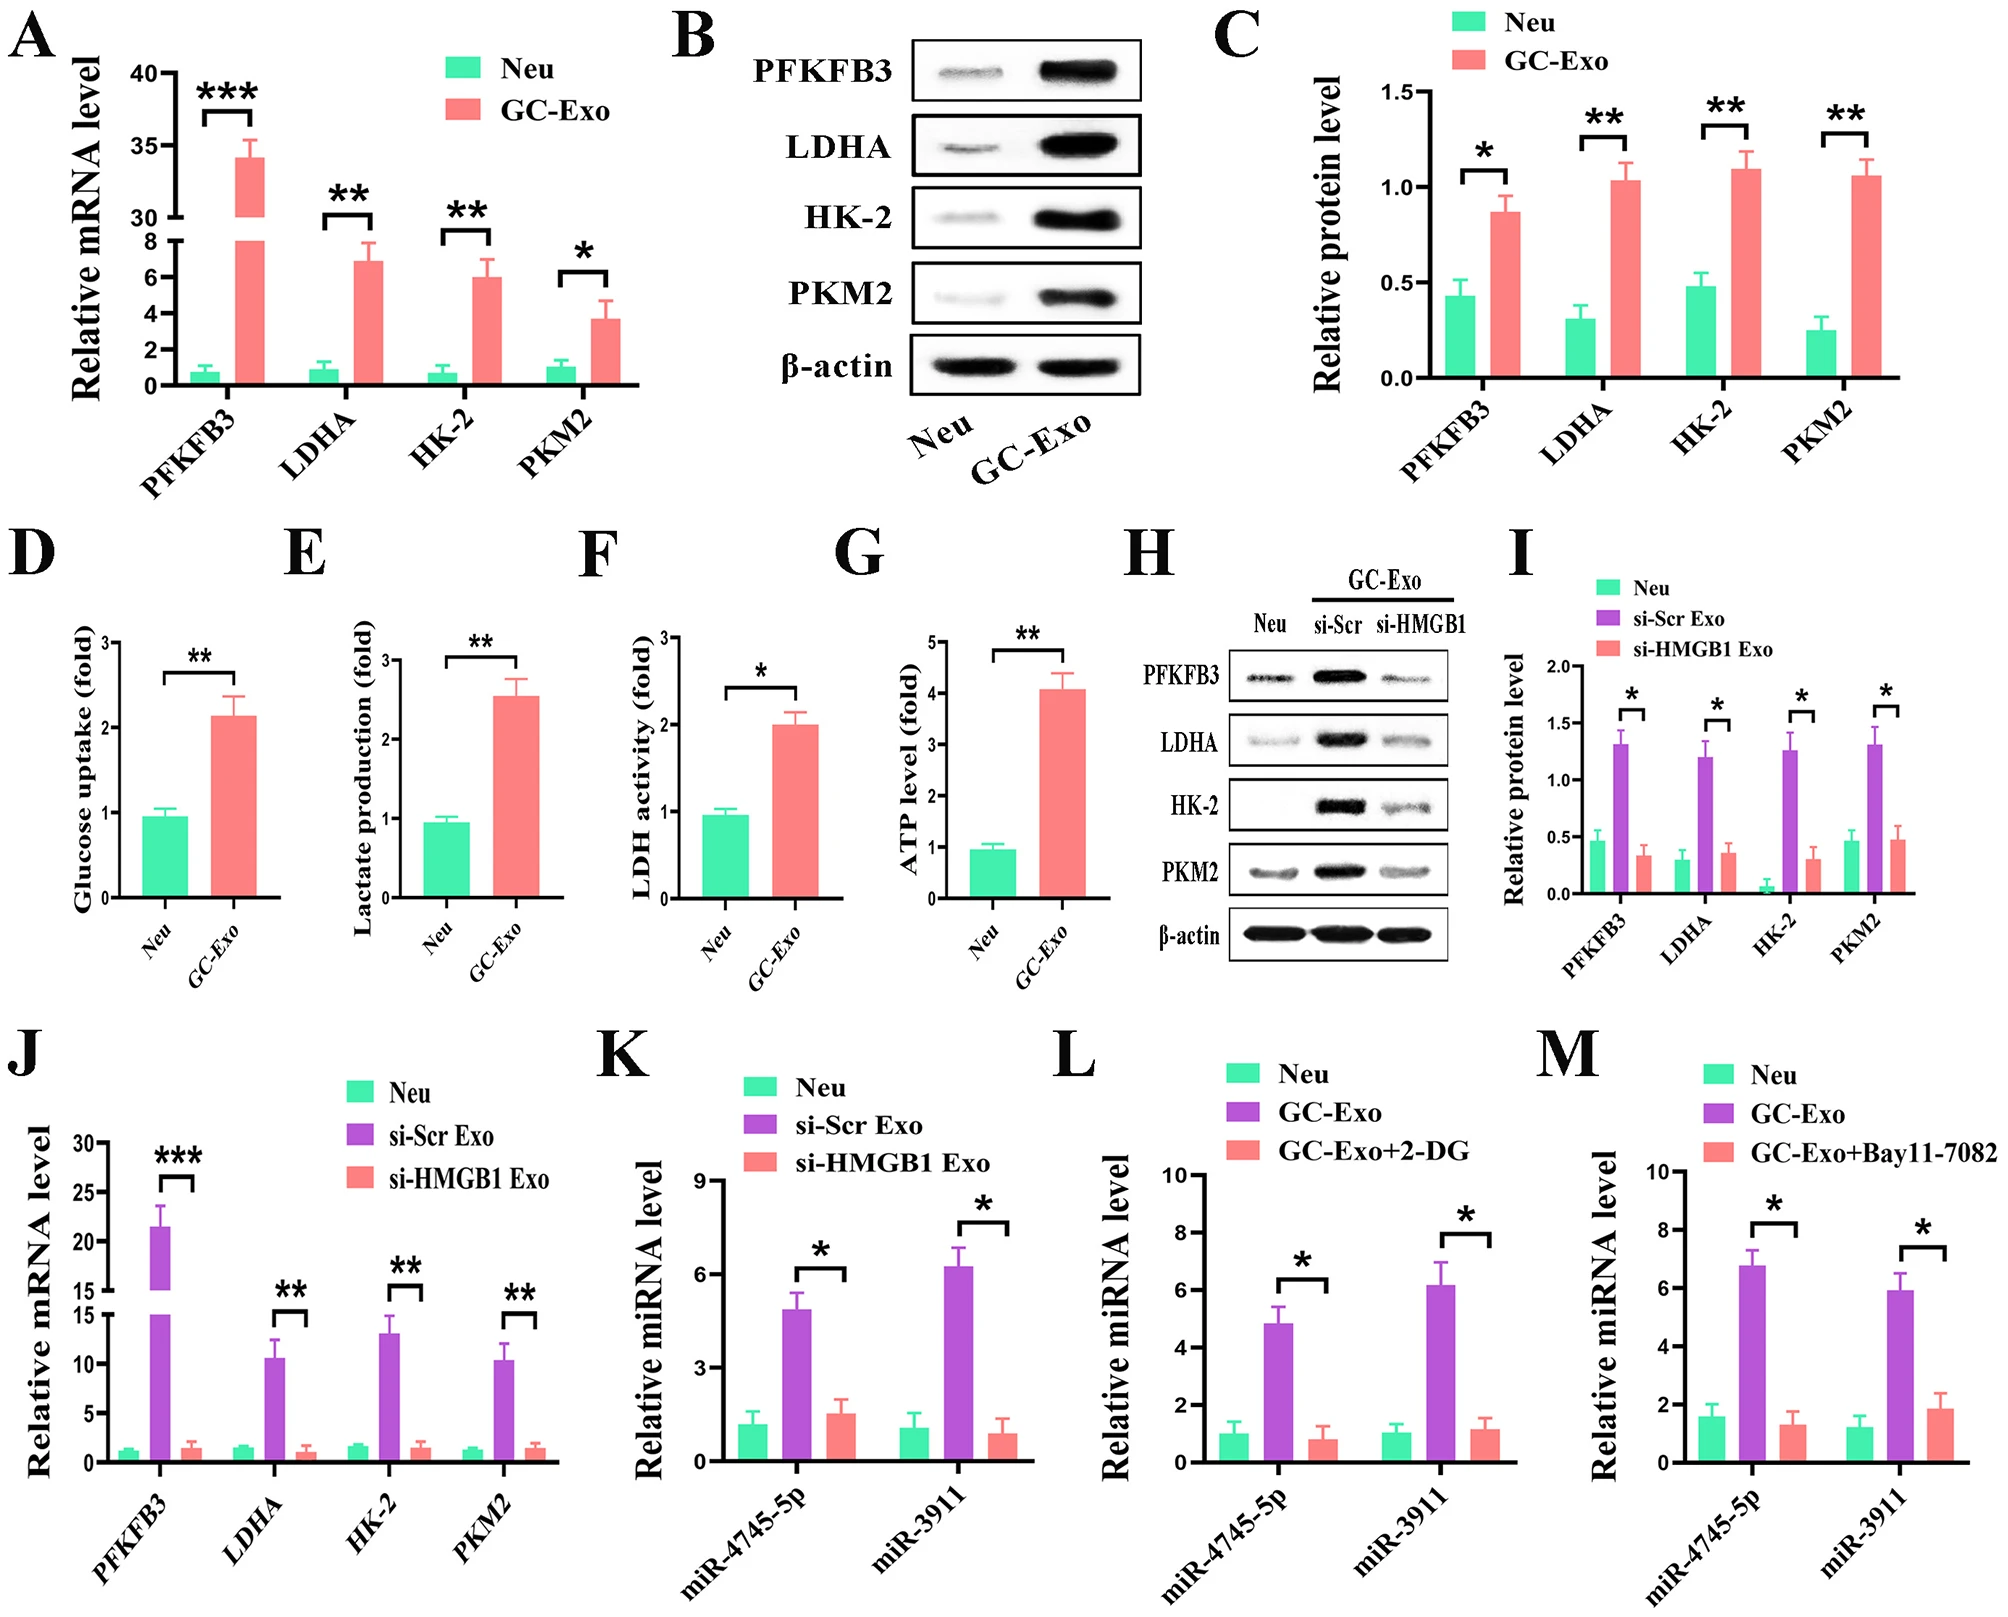 A
Relative mRNA level
40
35
30
8
6
4
2
0
***
**
**
*
Neu
GC-Exo
PFKFB3
LDHA
HK-2
PKM2
B
PFKFB3
LDHA
HK-2
PKM2
β-actin
Neu
GC-Exo
C
Neu
GC-Exo
Relative protein level
1.5
1.0
0.5
0.0
*
**
**
**
PFKFB3
LDHA
HK-2
PKM2
D
Glucose uptake (fold)
3
2
1
0
**
Neu
GC-Exo
E
Lactate production (fold)
3
2
1
0
**
Neu
GC-Exo
F
LDH activity (fold)
3
2
1
0
*
Neu
GC-Exo
G
ATP level (fold)
5
4
3
2
1
0
**
Neu
GC-Exo
H
GC-Exo
Neu si-Scr si-HMGB1
PFKFB3
LDHA
HK-2
PKM2
β-actin
I
Neu
si-Scr Exo
si-HMGB1 Exo
Relative protein level
2.0
1.5
1.0
0.5
0.0
*
*
*
*
PFKFB3
LDHA
HK-2
PKM2
J
Neu
si-Scr Exo
si-HMGB1 Exo
Relative mRNA level
30
25
20
15
15
10
5
0
***
**
**
**
PFKFB3
LDHA
HK-2
PKM2
K
Neu
si-Scr Exo
si-HMGB1 Exo
Relative miRNA level
9
6
3
0
*
*
miR-4745-5p
miR-3911
L
Neu
GC-Exo
GC-Exo+2-DG
Relative miRNA level
10
8
6
4
2
0
*
*
miR-4745-5p
miR-3911
M
Neu
GC-Exo
GC-Exo+Bay11-7082
Relative miRNA level
10
8
6
4
2
0
*
*
miR-4745-5p
miR-3911